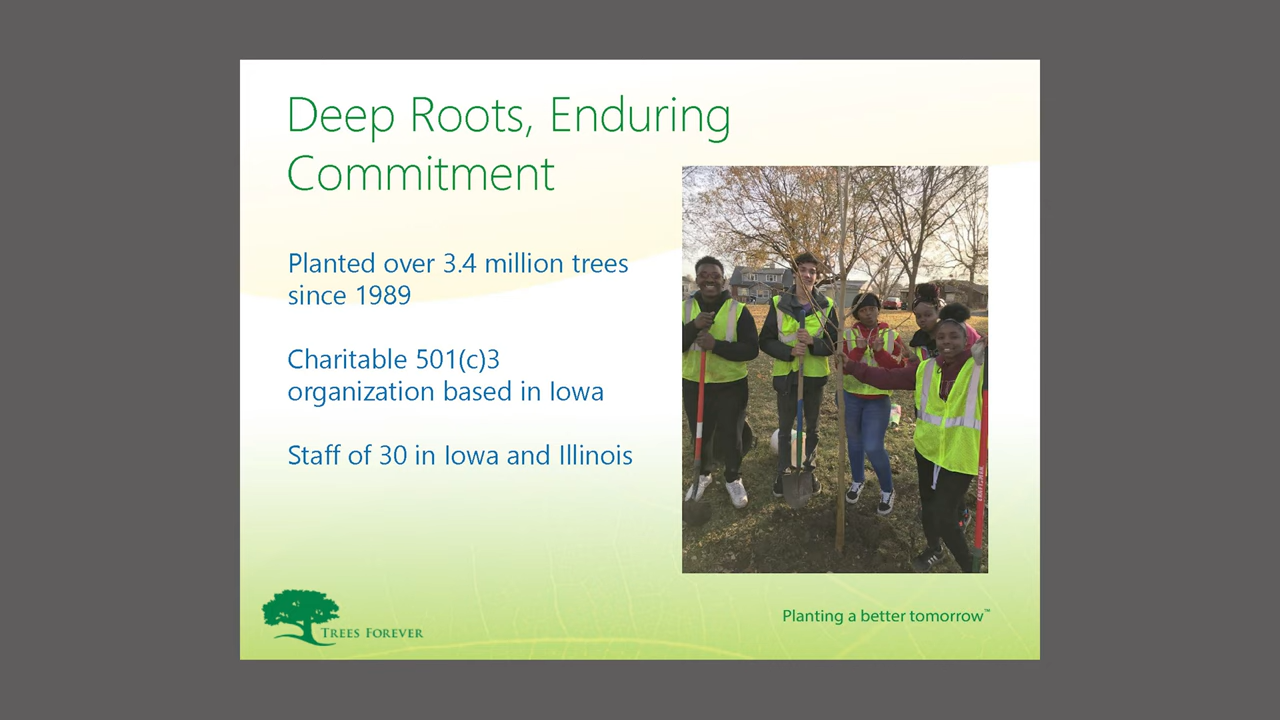 Deep Roots, Enduring
Commitment
Planted over 3.4 million trees
since 1989
Charitable 501(c)3
organization based in Iowa
Staff of 30 in Iowa and Illinois
TREES FOREVER
Planting a better tomorrow™